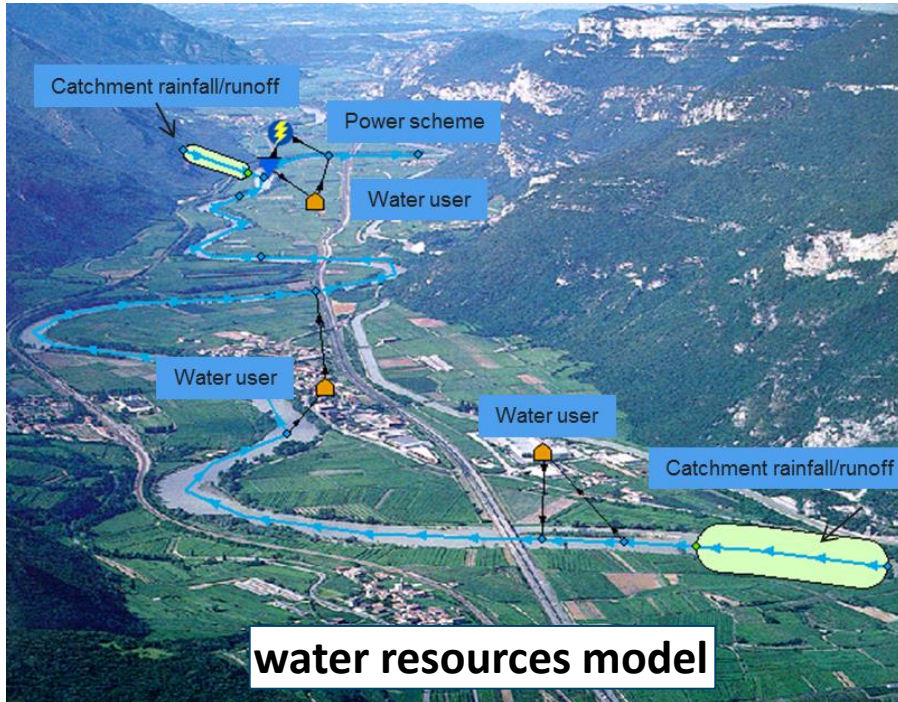 Catchment rainfall/runoff
Power scheme
Water user
Water user
Water user
Catchment rainfall/runoff
water resources model